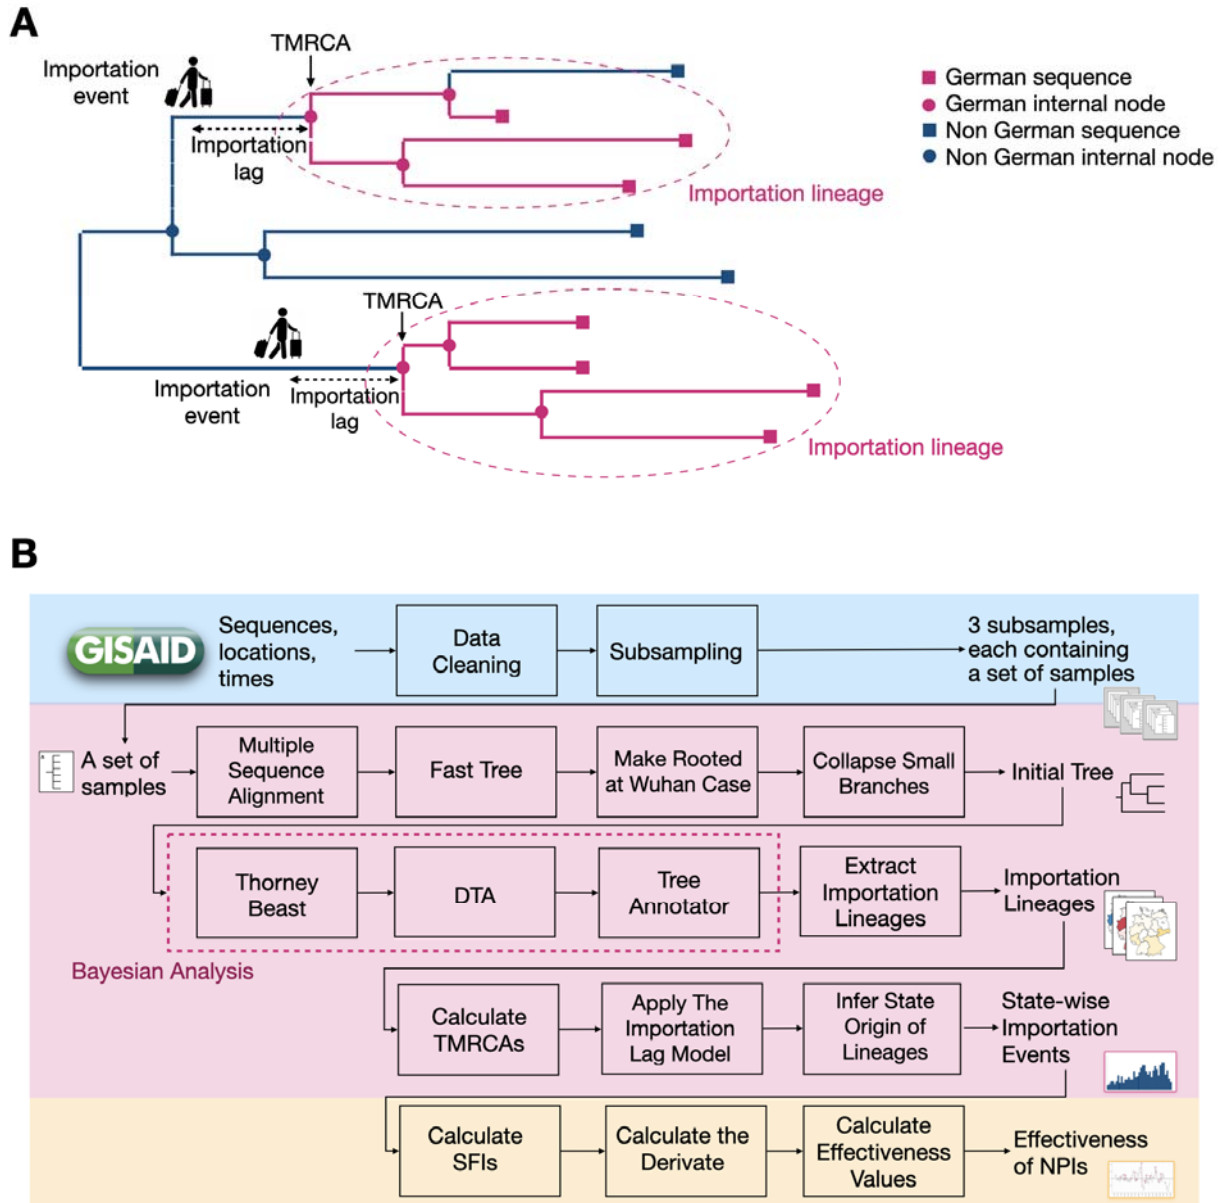 A
TMRCA
Importation
event
Importation
lag
Importation lineage
German sequence
German internal node
Non German sequence
Non German internal node
TMRCA
Importation
event
Importation
lag
Importation lineage
B
GISAID
Sequences,
locations,
times
Data
Cleaning
Subsampling
3 subsamples,
each containing
a set of samples
A set of
samples
Multiple
Sequence
Alignment
Fast Tree
Make Rooted
at Wuhan Case
Collapse Small
Branches
Initial Tree
Thorney
Beast
DTA
Tree
Annotator
Extract
Importation
Lineages
Importation
Lineages
Bayesian Analysis
Calculate
TMRCAs
Apply The
Importation
Lag Model
Infer State
Origin of
Lineages
State-wise
Importation
Events
Calculate
SFIs
Calculate the
Derivate
Calculate
Effectiveness
Values
Effectiveness
of NPIs